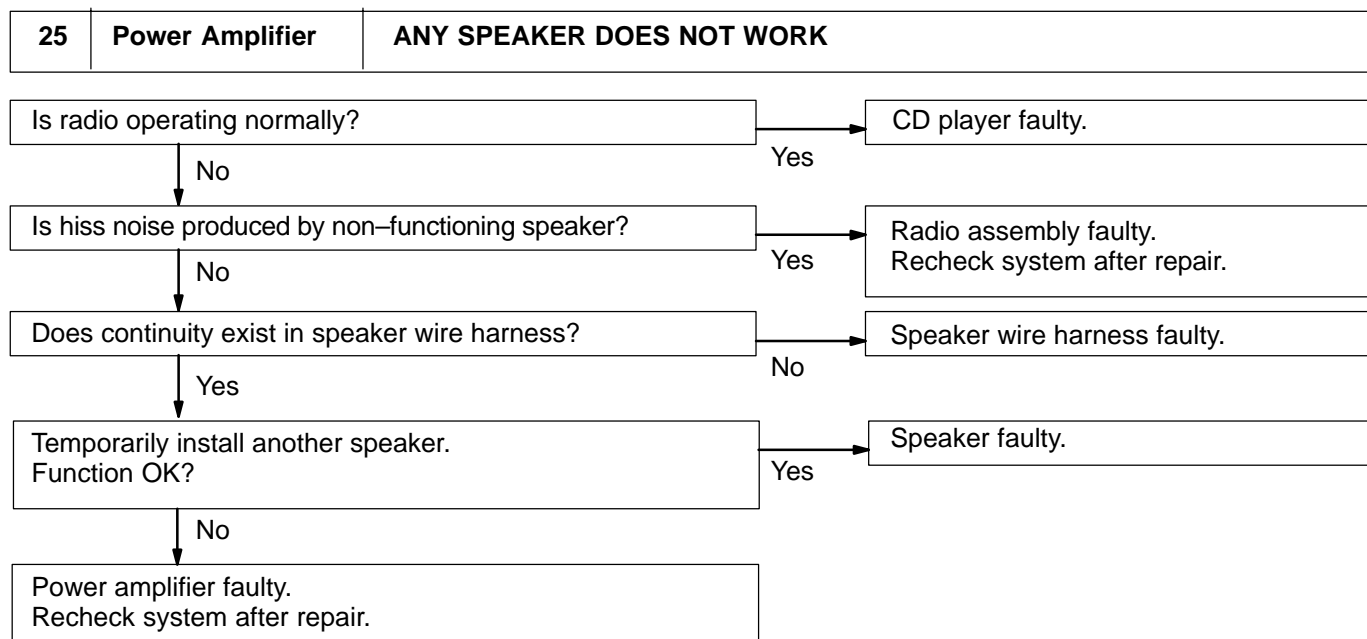 25 Power Amplifier ANY SPEAKER DOES NOT WORK
Is radio operating normally?
Yes
CD player faulty.
No
Is hiss noise produced by non–functioning speaker?
Yes
Radio assembly faulty.
Recheck system after repair.
No
Does continuity exist in speaker wire harness?
No
Speaker wire harness faulty.
Yes
Temporarily install another speaker.
Function OK?
Yes
Speaker faulty.
No
Power amplifier faulty.
Recheck system after repair.